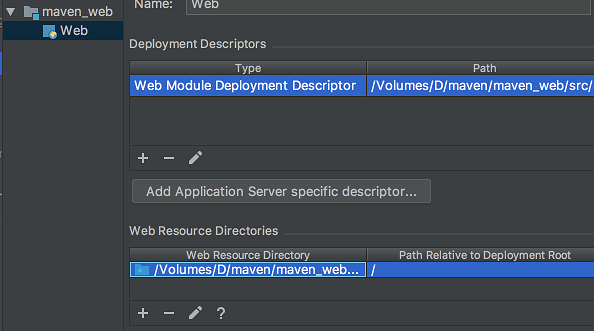 maven_web
Name: Web
Web
Deployment Descriptors
Type Path
Web Module Deployment Descriptor /Volumes/D/maven/maven_web/src/
Add Application Server specific descriptor...
Web Resource Directories
Web Resource Directory Path Relative to Deployment Root
/Volumes/D/maven/maven_web... /